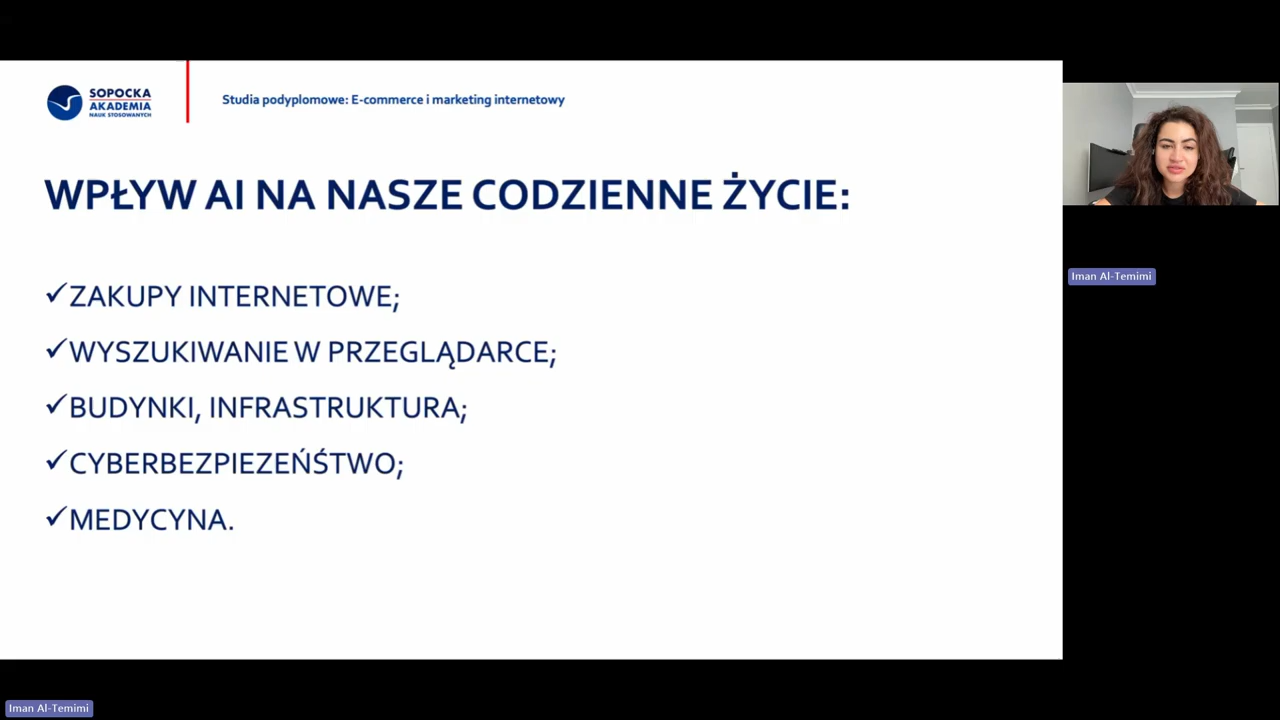 SOPOCKA
AKADEMIA
NAUK STOSOWANYCH
Studia podyplomowe: E-commerce i marketing internetowy
WPŁYW AI NA NASZE CODZIENNE ŻYCIE:
✓ZAKUPY INTERNETOWE;
✓WYSZUKIWANIE W PRZEGLĄDARCE;
✓BUDYNKI, INFRASTRUKTURA;
✓CYBERBEZPIEZEŃŚTWO;
✓MEDYCYNA.
Iman Al-Temimi
Iman Al-Temimi